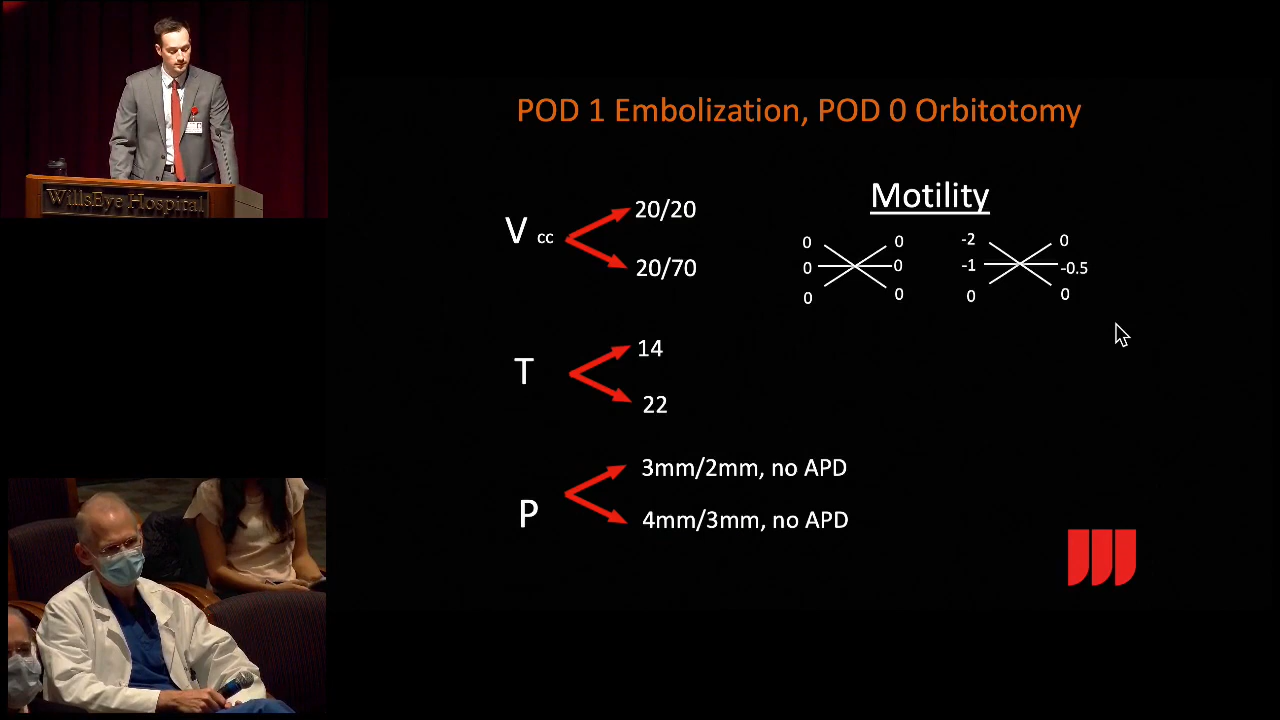 WillsEye Hospital
POD 1 Embolization, POD 0 Orbitotomy
V cc
20/20
20/70
T
14
22
P
3mm/2mm, no APD
4mm/3mm, no APD
Motility
0 0
0 0
0 0
-2 0
-1 -0.5
0 0